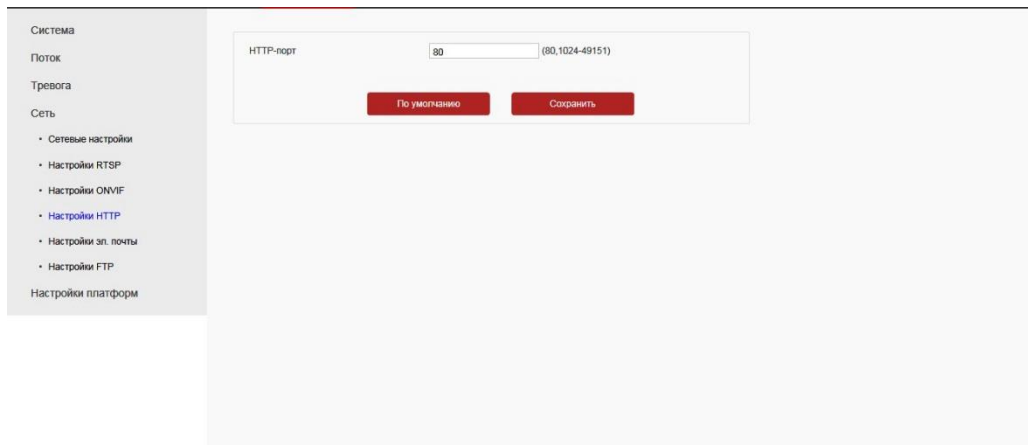 Система
Поток
Тревога
Сеть
• Сетевые настройки
• Настройки RTSP
• Настройки ONVIF
• Настройки HTTP
• Настройки эл. почты
• Настройки FTP
Настройки платформ
HTTP-порт 80 (80,1024-49151)
По умолчанию Сохранить